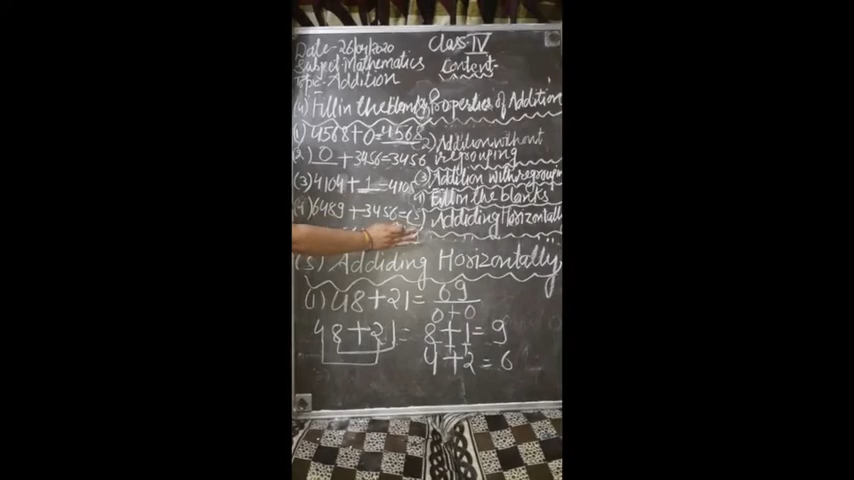 Date-26/04/2020
Class-IV
Subject Mathematics
Content-
Topic-Addition
(4) Fill in the blanks
Properties of Addition
(1) 4568+0=4568
(2) Addition without
regrouping
(2) 0 +3456=3456
(3) Addition with regrouping
(3) 4104+1=4105
4) Fill in the blanks
(4) 6489+3456=
(5) Addiding Horizontally
(5) Addiding Horizontally
(1) 48+21= 69
0+0
48+21= 8+1=9
4+2=6